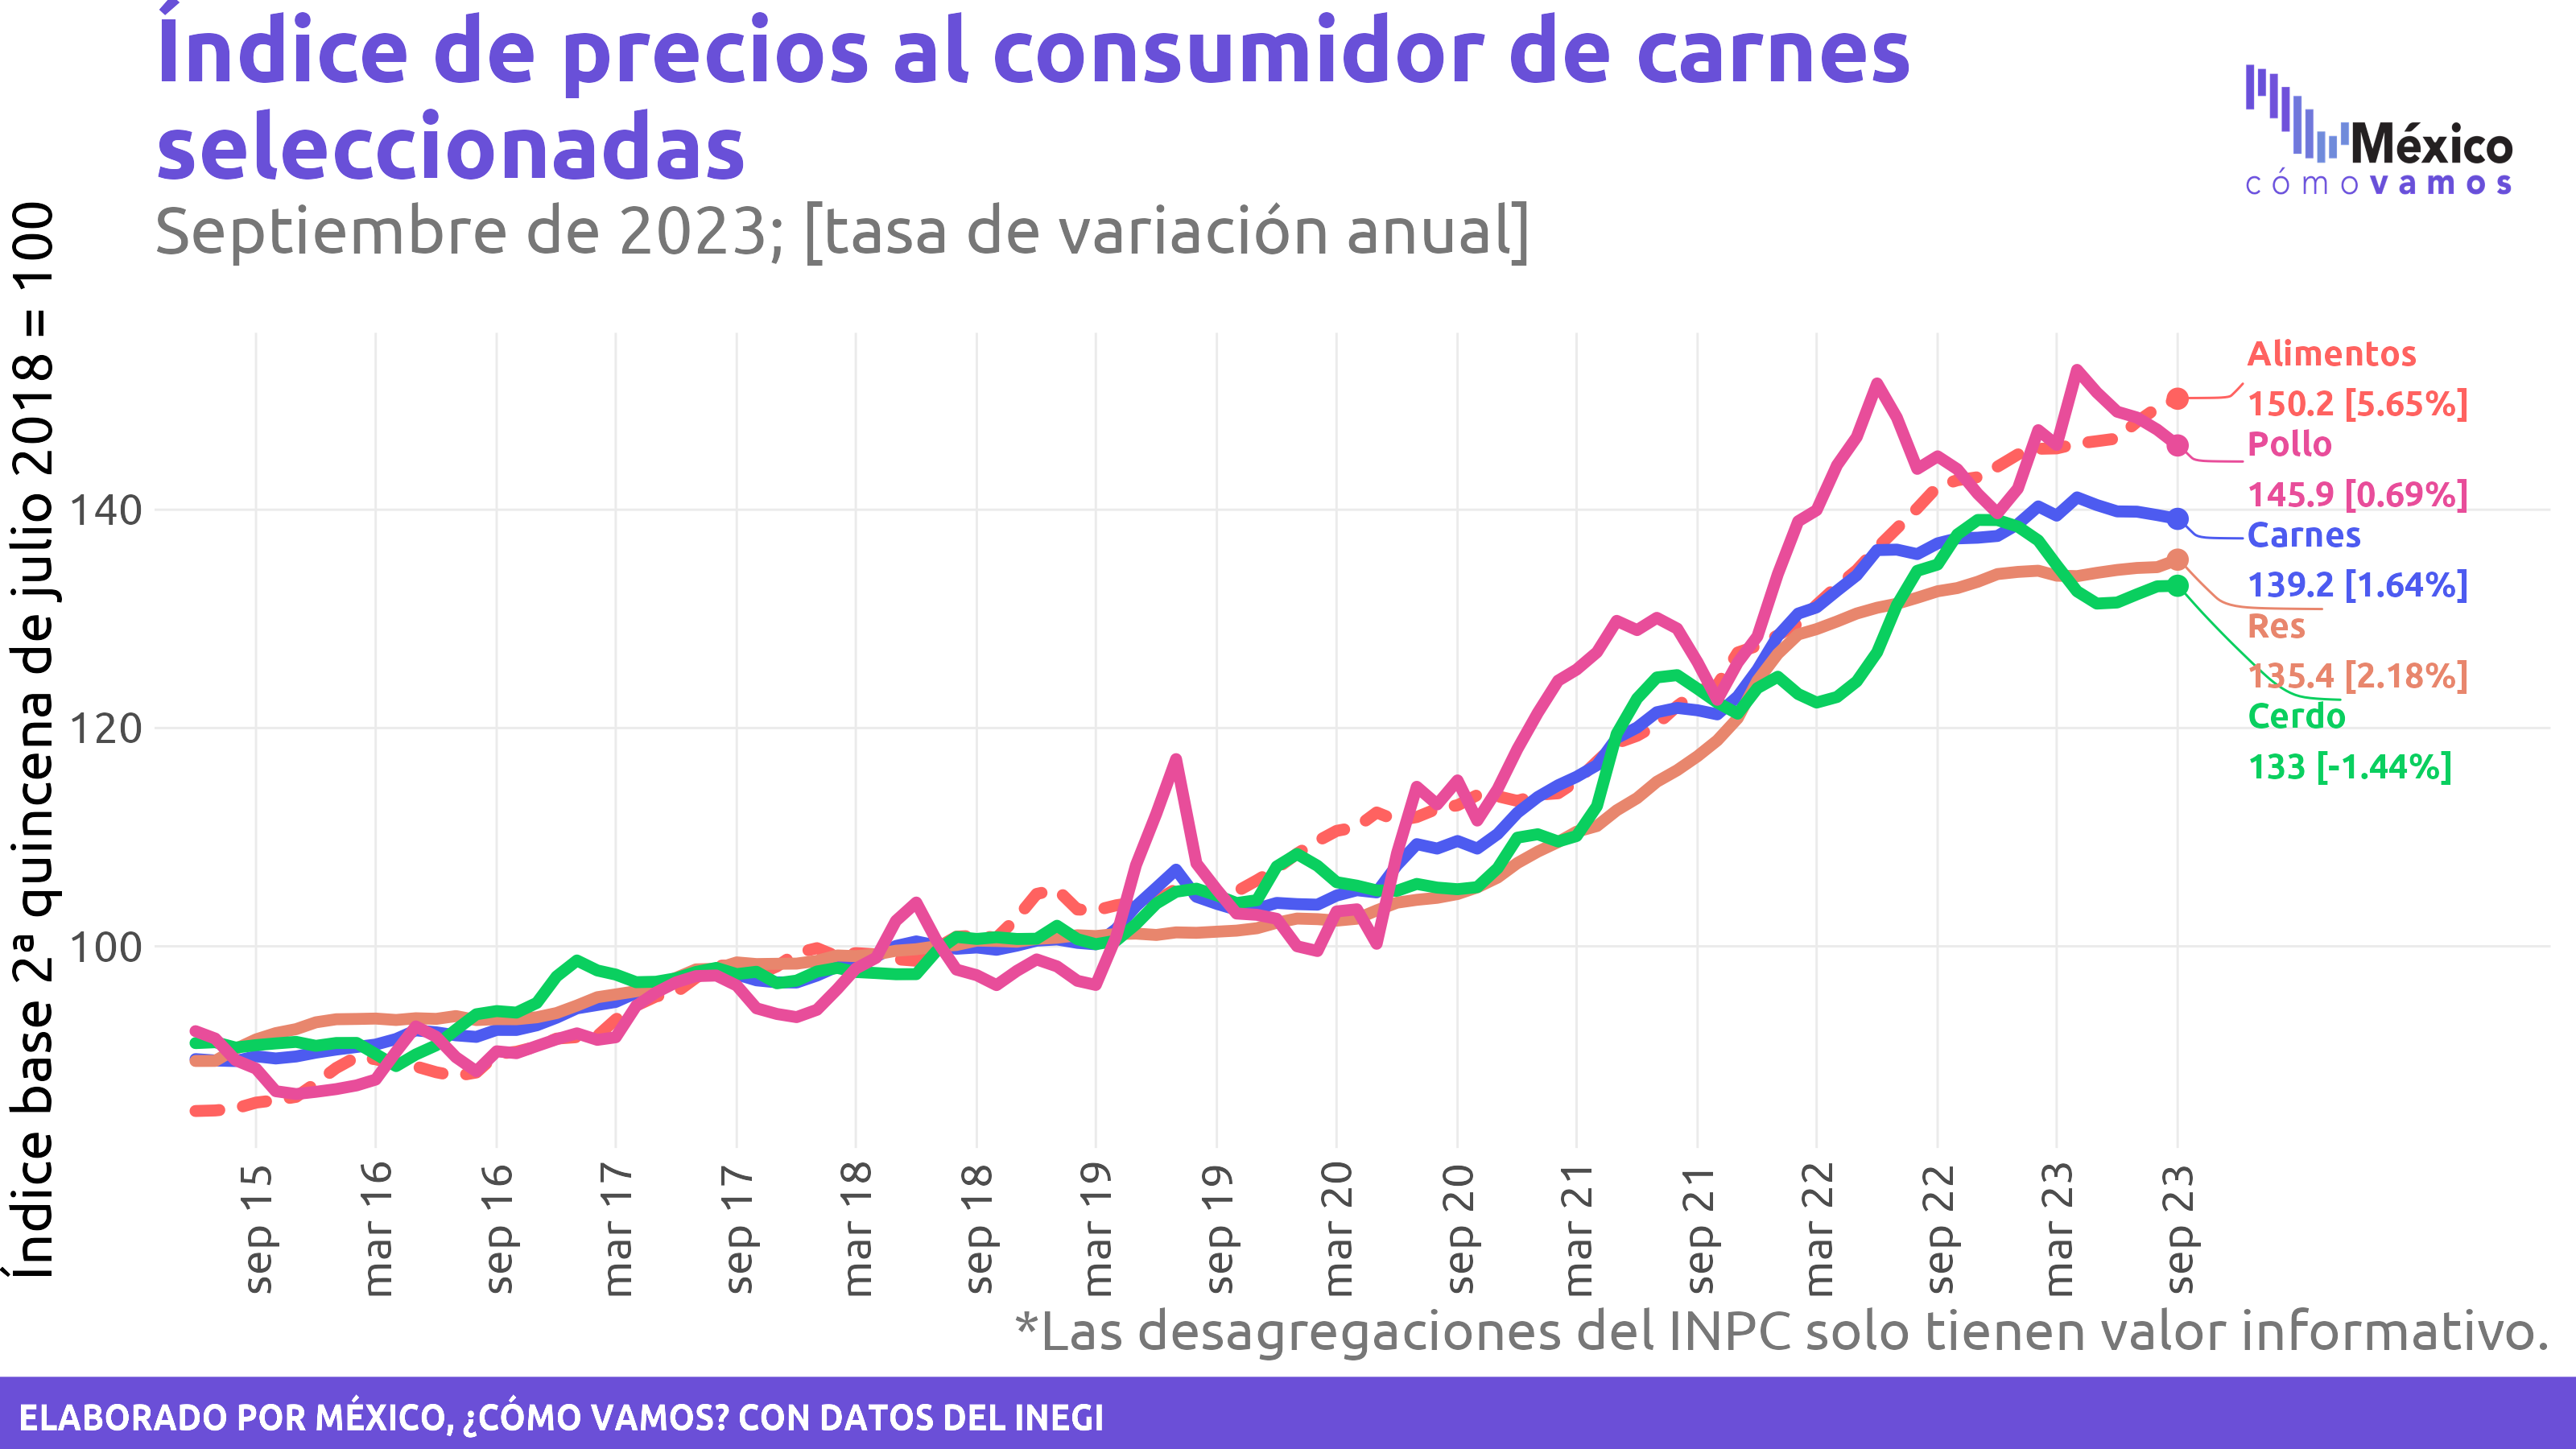 Índice de precios al consumidor de carnes
seleccionadas
Septiembre de 2023; [tasa de variación anual]
México
cómovamos
Índice base 2ª quincena de julio 2018 = 100
140
120
100
Alimentos
150.2 [5.65%]
Pollo
145.9 [0.69%]
Carnes
139.2 [1.64%]
Res
135.4 [2.18%]
Cerdo
133 [-1.44%]
sep 15
mar 16
sep 16
mar 17
sep 17
mar 18
sep 18
mar 19
sep 19
mar 20
sep 20
mar 21
sep 21
mar 22
sep 22
mar 23
sep 23
*Las desagregaciones del INPC solo tienen valor informativo.
ELABORADO POR MÉXICO, ¿CÓMO VAMOS? CON DATOS DEL INEGI